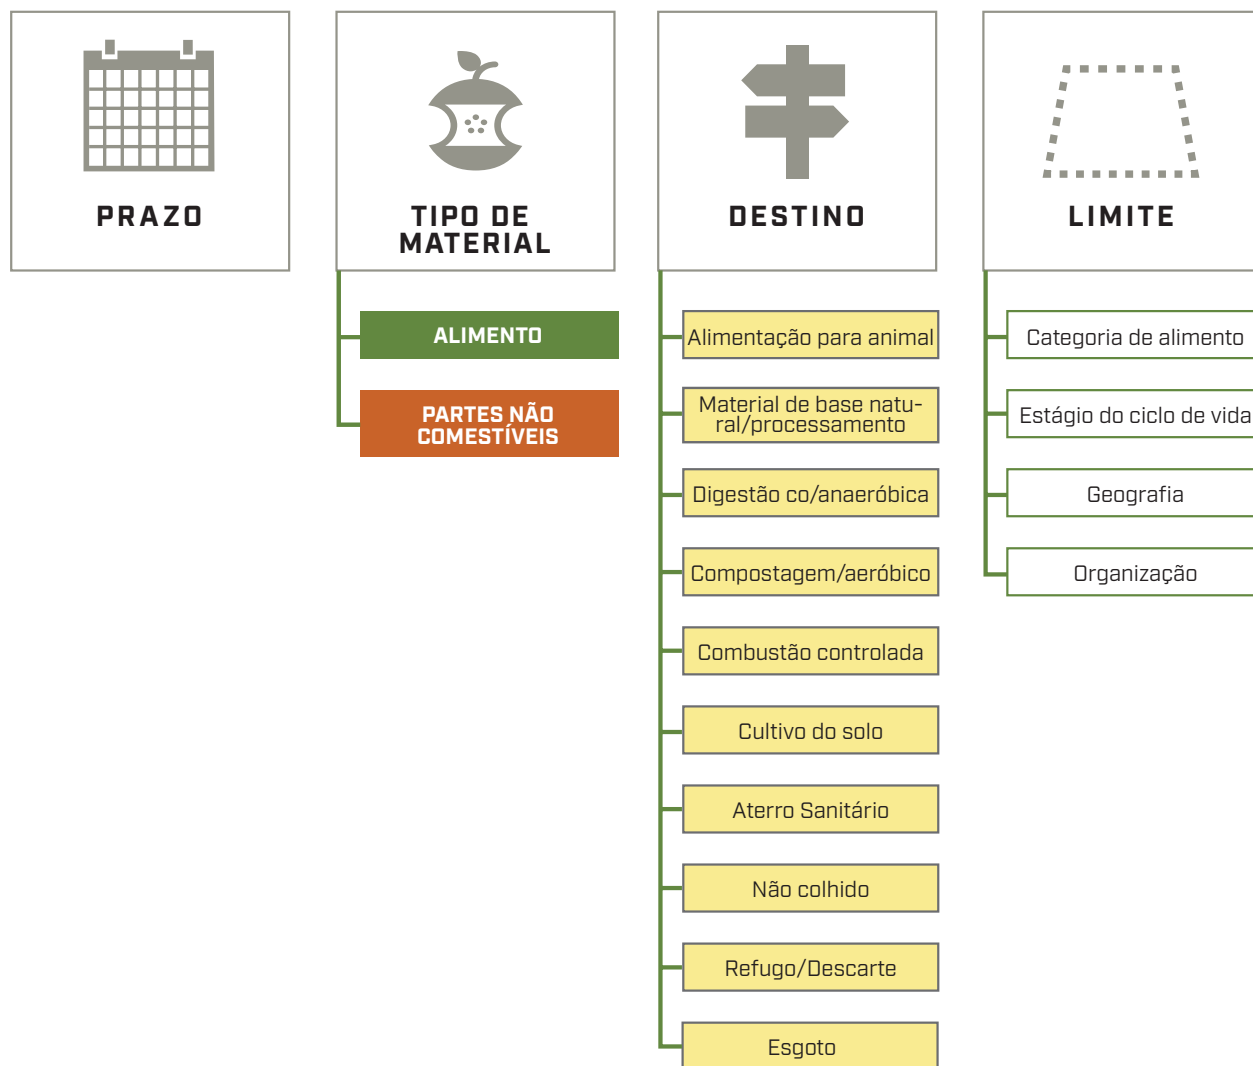 PRAZO
TIPO DE
MATERIAL
ALIMENTO
PARTES NÃO
COMESTÍVEIS
DESTINO
Alimentação para animal
Material de base natu-
ral/processamento
Digestão co/anaeróbica
Compostagem/aeróbico
Combustão controlada
Cultivo do solo
Aterro Sanitário
Não colhido
Refugo/Descarte
Esgoto
LIMITE
Categoria de alimento
Estágio do ciclo de vida
Geografia
Organização